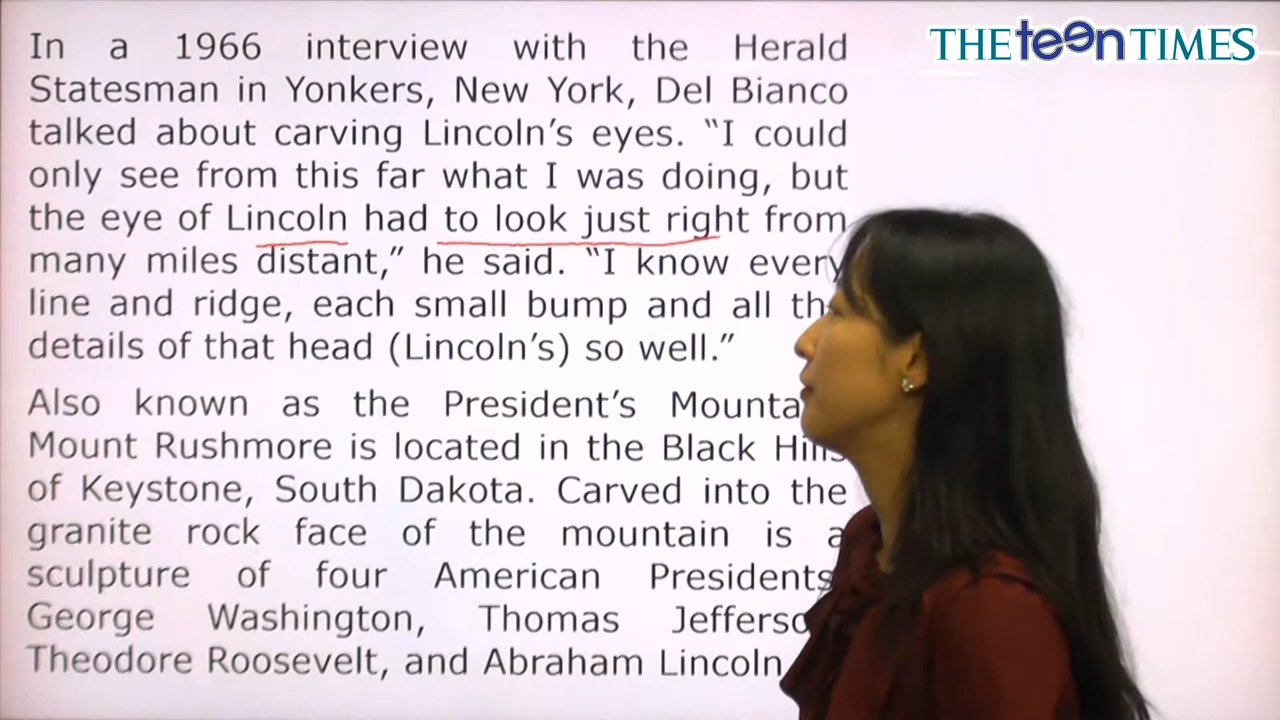 THE teen TIMES
In a 1966 interview with the Herald
Statesman in Yonkers, New York, Del Bianco
talked about carving Lincoln's eyes. “I could
only see from this far what I was doing, but
the eye of Lincoln had to look just right from
many miles distant,” he said. “I know every
line and ridge, each small bump and all the
details of that head (Lincoln's) so well.”
Also known as the President's Mounta
Mount Rushmore is located in the Black Hills
of Keystone, South Dakota. Carved into the
granite rock face of the mountain is a
sculpture of four American Presidents
George Washington, Thomas Jefferso
Theodore Roosevelt, and Abraham Lincoln